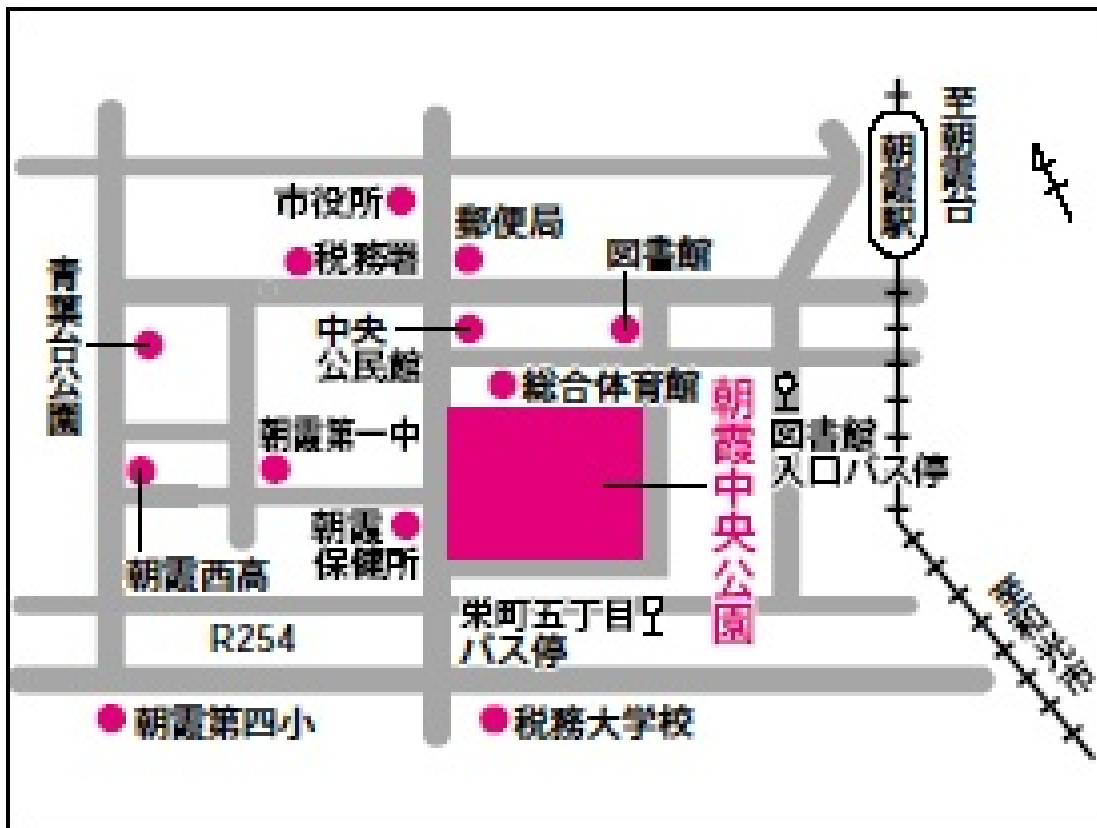 至朝霞台
朝霞駅
市役所
郵便局
税務署
図書館
青葉台公園
中央
公民館
総合体育館
朝霞中央公園
図書館
入口バス停
朝霞第一中
朝霞
保健所
朝霞西高
栄町五丁目
バス停
至和光市
R254
朝霞第四小
税務大学校